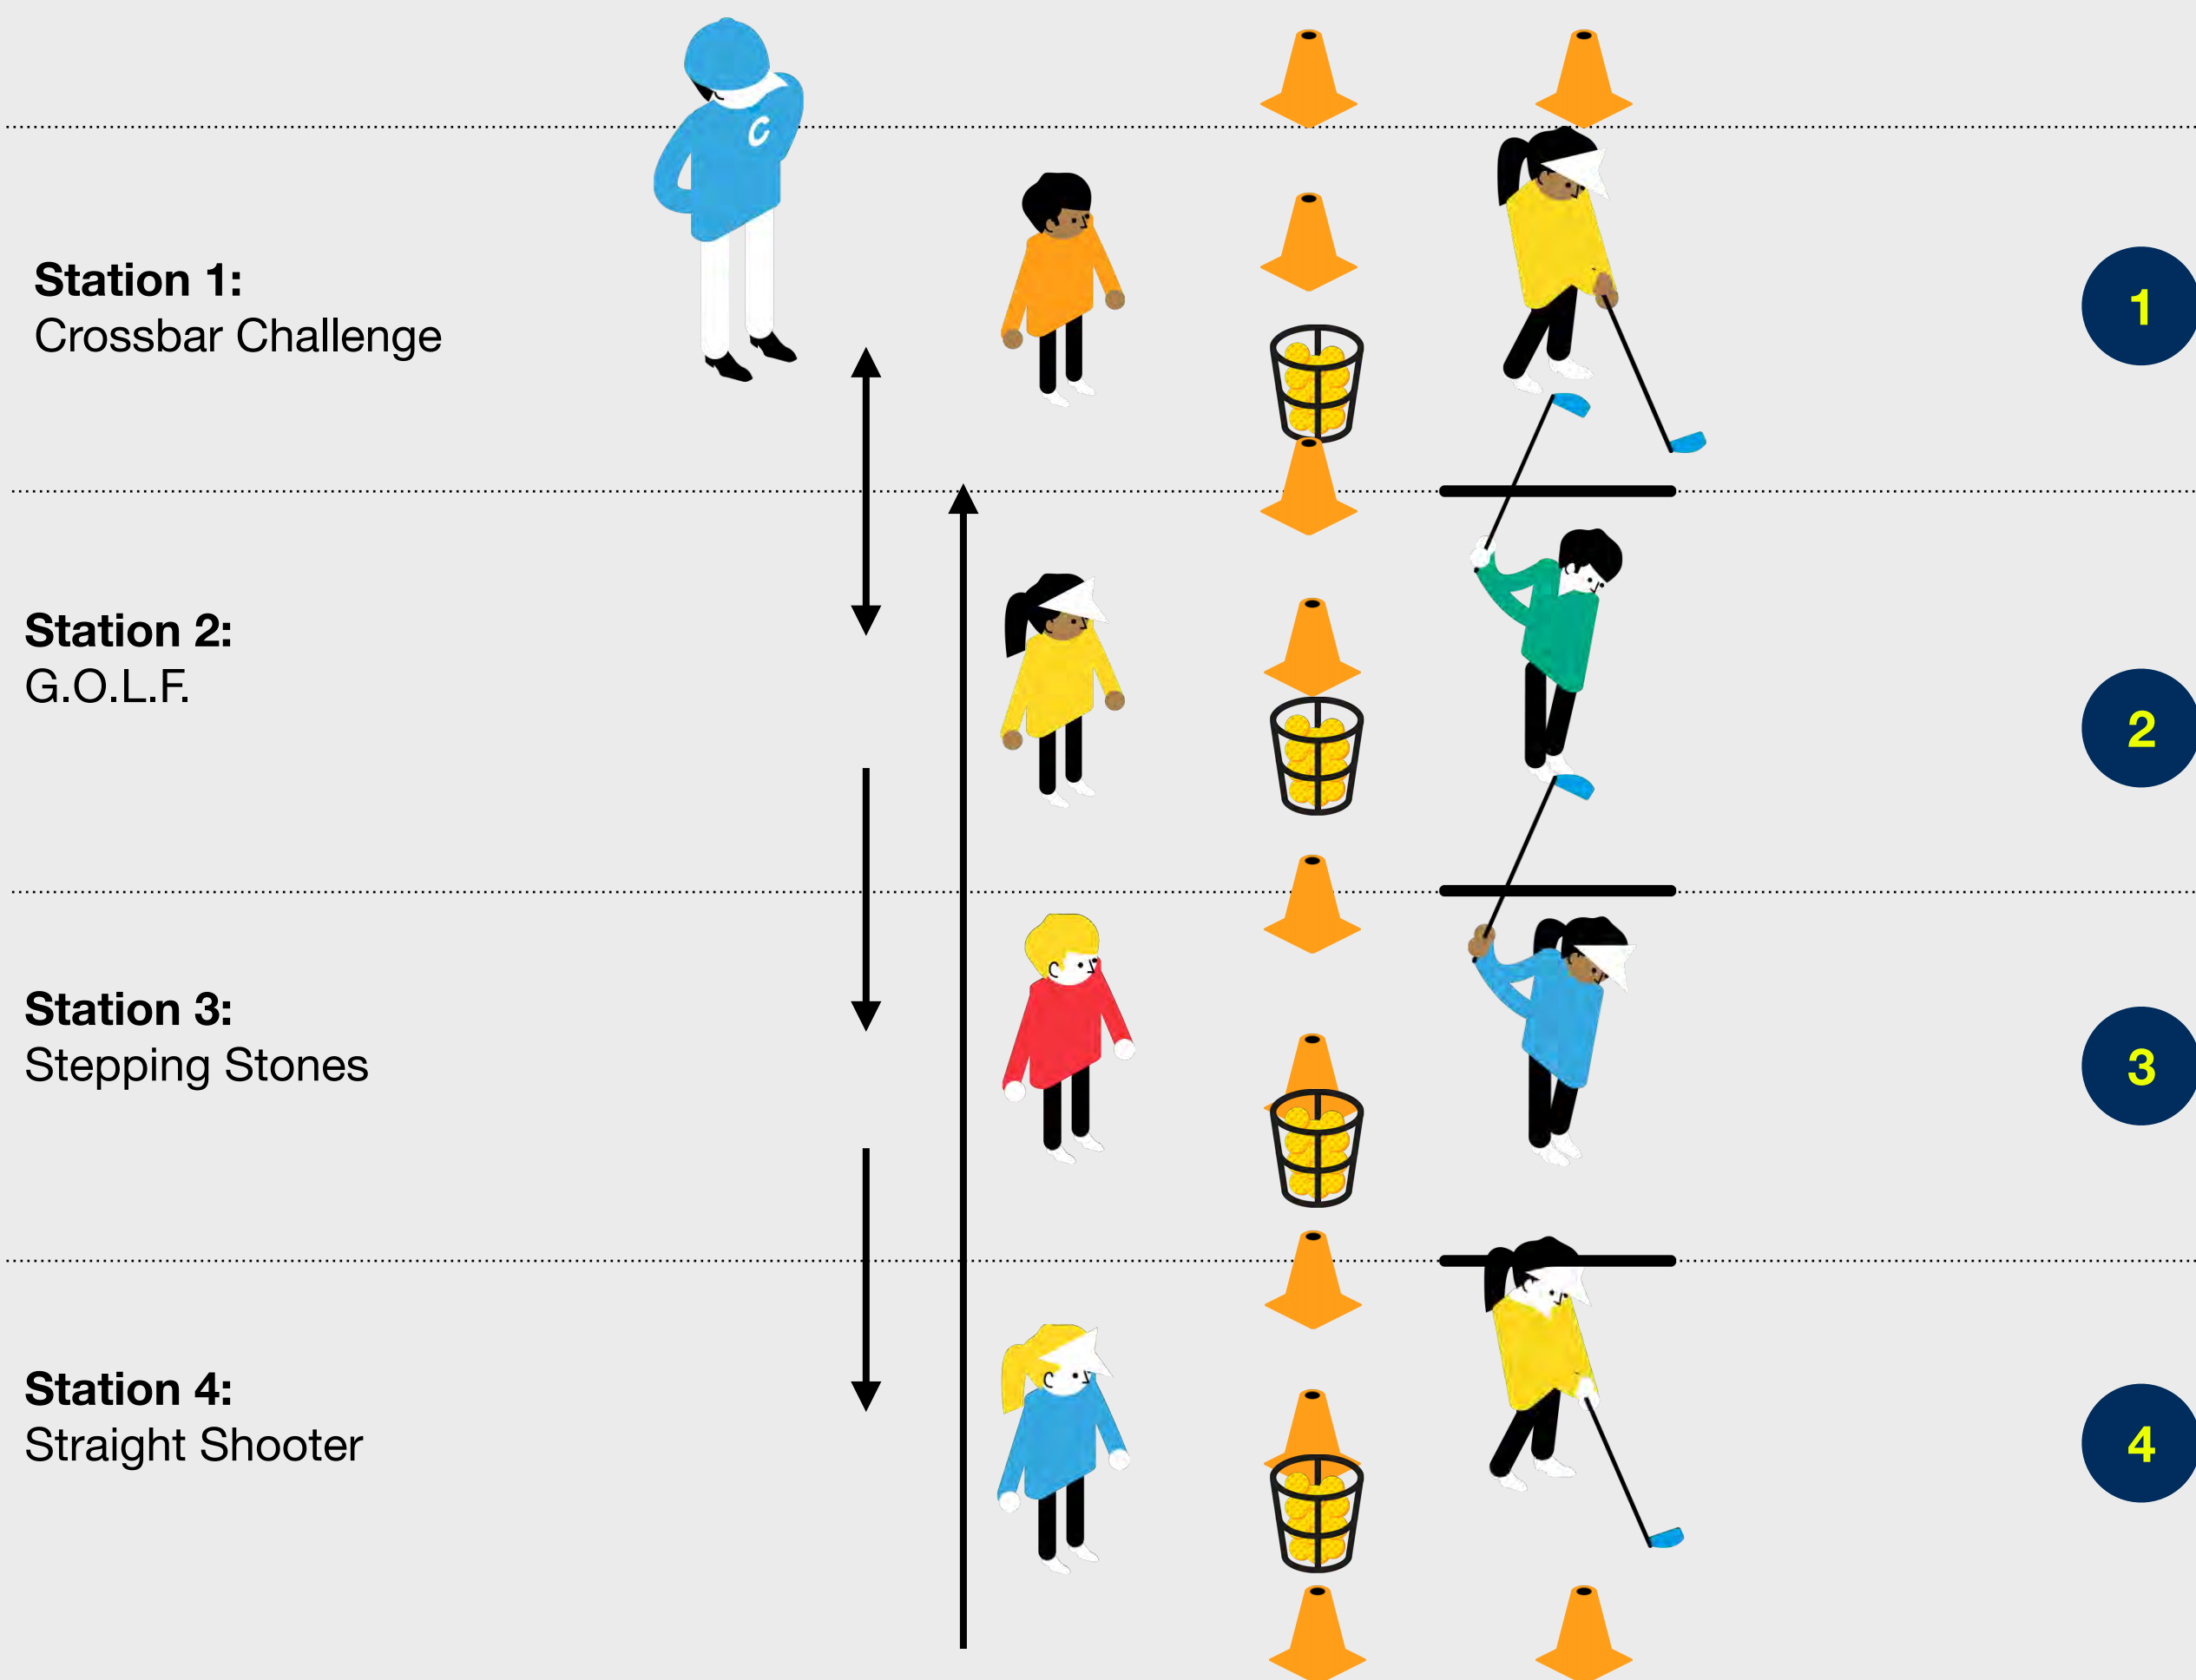 C
Station 1:
Crossbar Challenge
1
Station 2:
G.O.L.F.
2
Station 3:
Stepping Stones
3
Station 4:
Straight Shooter
4